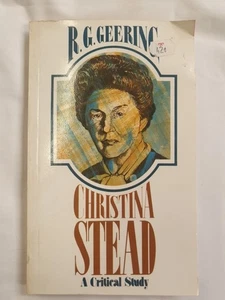 R.G.GEERING
CHRISTINA
STEAD
A Critical Study